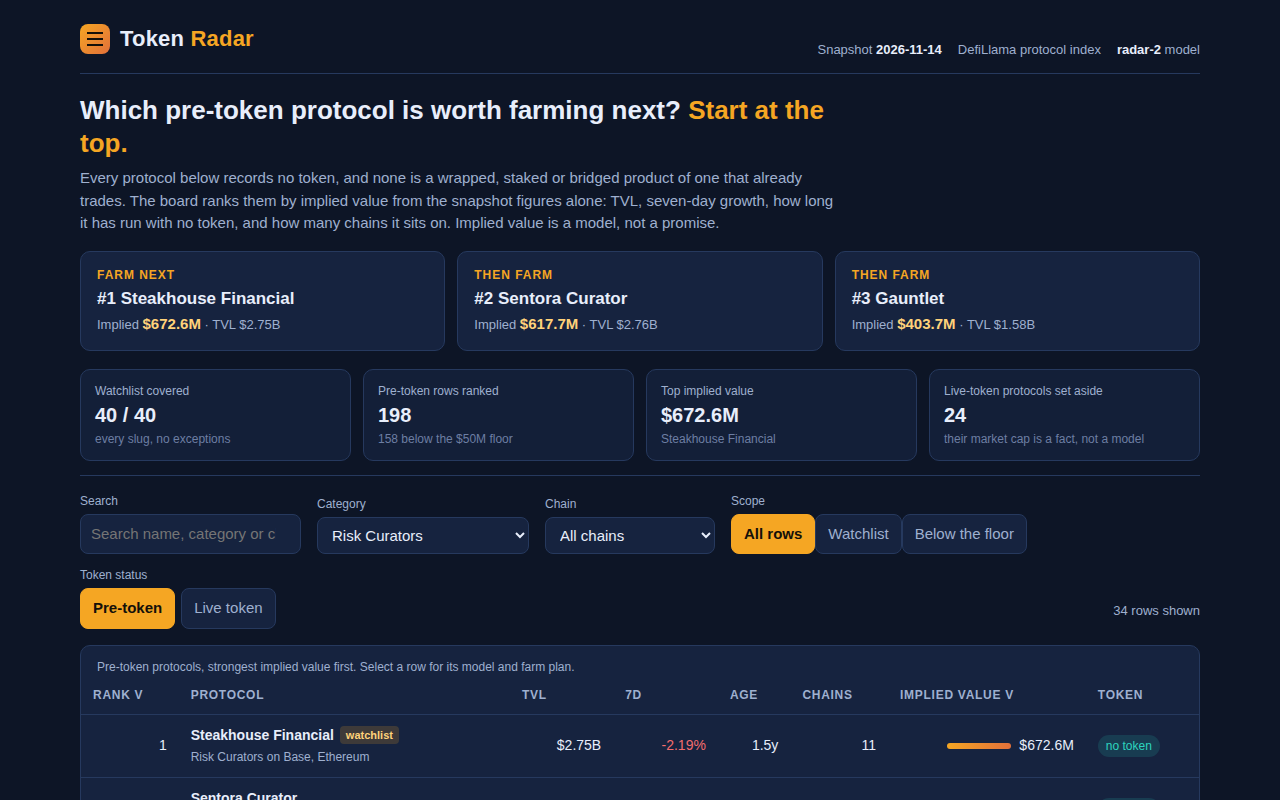 Token Radar
Snapshot 2026-11-14 DefiLlama protocol index radar-2 model
Which pre-token protocol is worth farming next? Start at the
top.
Every protocol below records no token, and none is a wrapped, staked or bridged product of one that already
trades. The board ranks them by implied value from the snapshot figures alone: TVL, seven-day growth, how long
it has run with no token, and how many chains it sits on. Implied value is a model, not a promise.
FARM NEXT
#1 Steakhouse Financial
Implied $672.6M · TVL $2.75B
THEN FARM
#2 Sentora Curator
Implied $617.7M · TVL $2.76B
THEN FARM
#3 Gauntlet
Implied $403.7M · TVL $1.58B
Watchlist covered
40 / 40
every slug, no exceptions
Pre-token rows ranked
198
158 below the $50M floor
Top implied value
$672.6M
Steakhouse Financial
Live-token protocols set aside
24
their market cap is a fact, not a model
Search
Search name, category or c
Category
Risk Curators
Chain
All chains
Scope
All rows Watchlist Below the floor
Token status
Pre-token Live token
34 rows shown
Pre-token protocols, strongest implied value first. Select a row for its model and farm plan.
RANK V PROTOCOL TVL 7D AGE CHAINS IMPLIED VALUE V TOKEN
1 Steakhouse Financial watchlist $2.75B -2.19% 1.5y 11 $672.6M no token
Risk Curators on Base, Ethereum
Sentora Curator